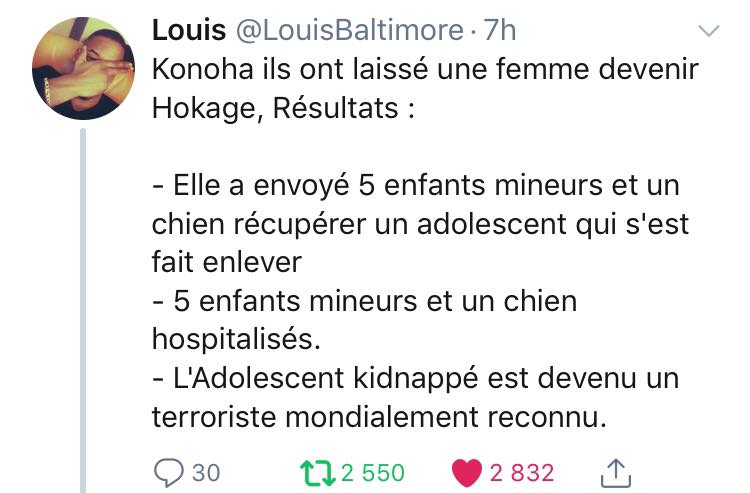 Louis @LouisBaltimore · 7h
Konoha ils ont laissé une femme devenir
Hokage, Résultats :
- Elle a envoyé 5 enfants mineurs et un
chien récupérer un adolescent qui s'est
fait enlever
- 5 enfants mineurs et un chien
hospitalisés.
- L'Adolescent kidnappé est devenu un
terroriste mondialement reconnu.
30 2 550 2 832